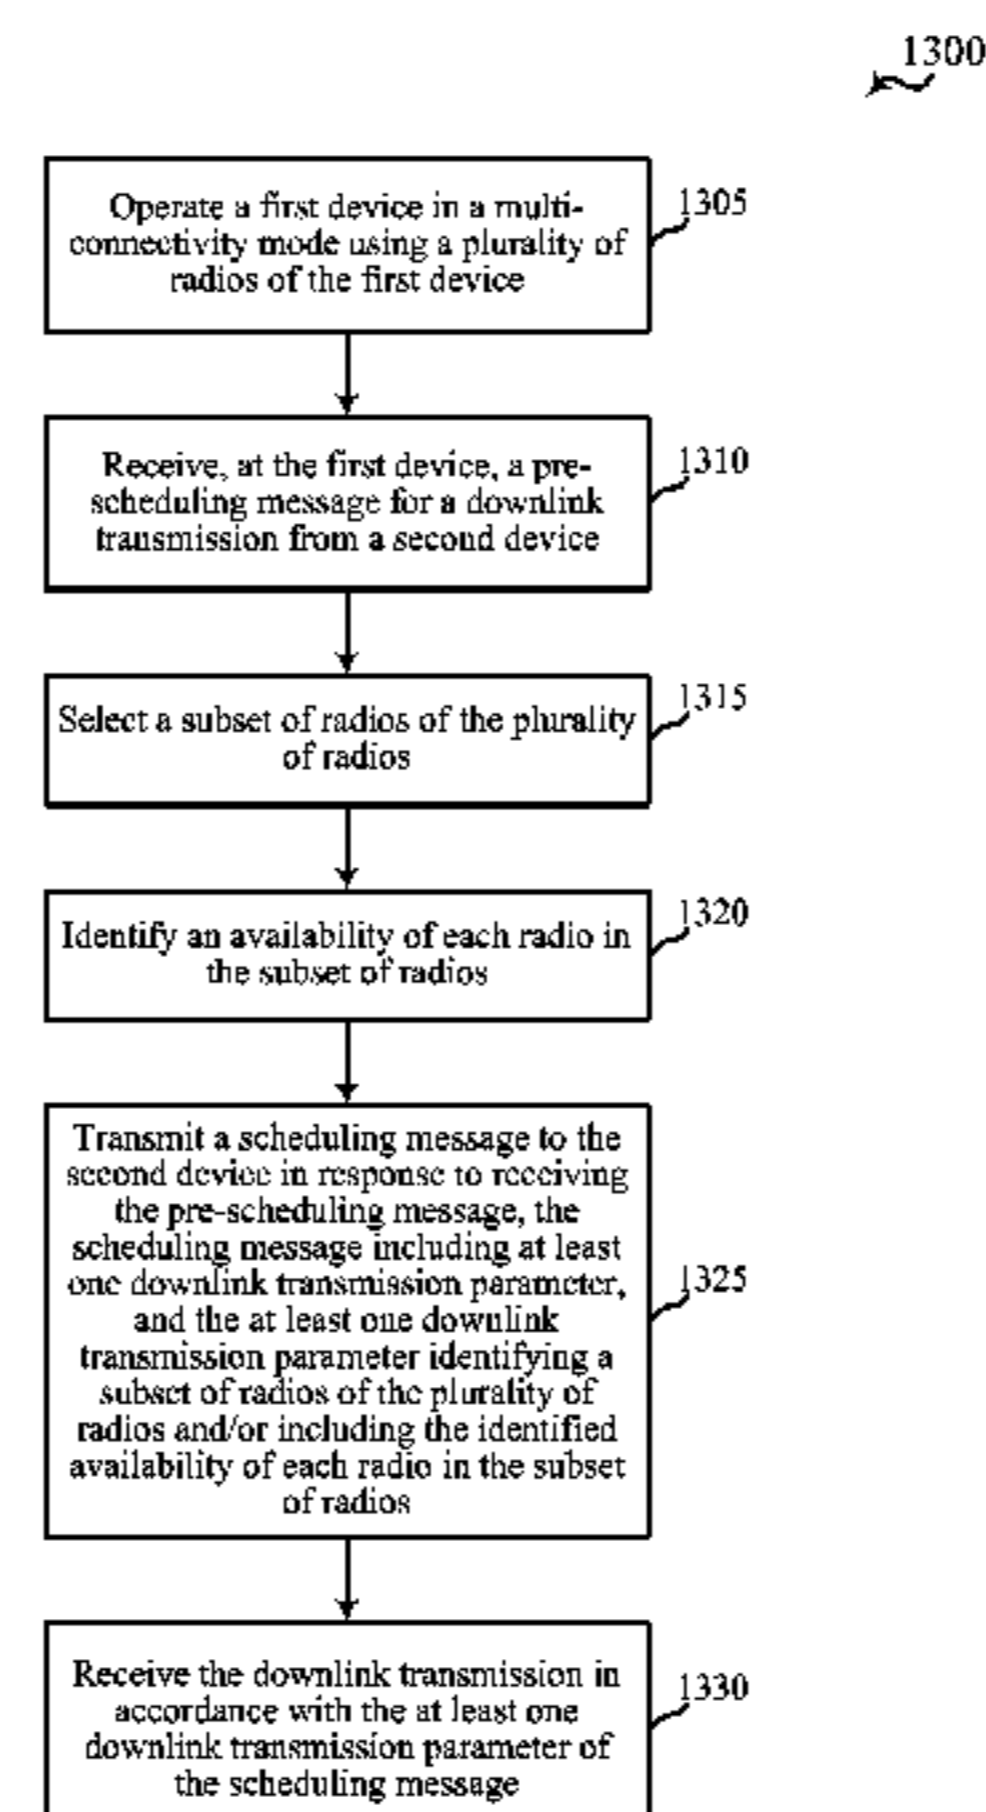 1300
Operate a first device in a multi-
connectivity mode using a plurality of
radios of the first device
1305
Receive, at the first device, a pre-
scheduling message for a downlink
transmission from a second device
1310
Select a subset of radios of the plurality
of radios
1315
Identify an availability of each radio in
the subset of radios
1320
Transmit a scheduling message to the
second device in response to receiving
the pre-scheduling message, the
scheduling message including at least
one downlink transmission parameter,
and the at least one downlink
transmission parameter identifying a
subset of radios of the plurality of
radios and/or including the identified
availability of each radio in the subset
of radios
1325
Receive the downlink transmission in
accordance with the at least one
downlink transmission parameter of
the scheduling message
1330